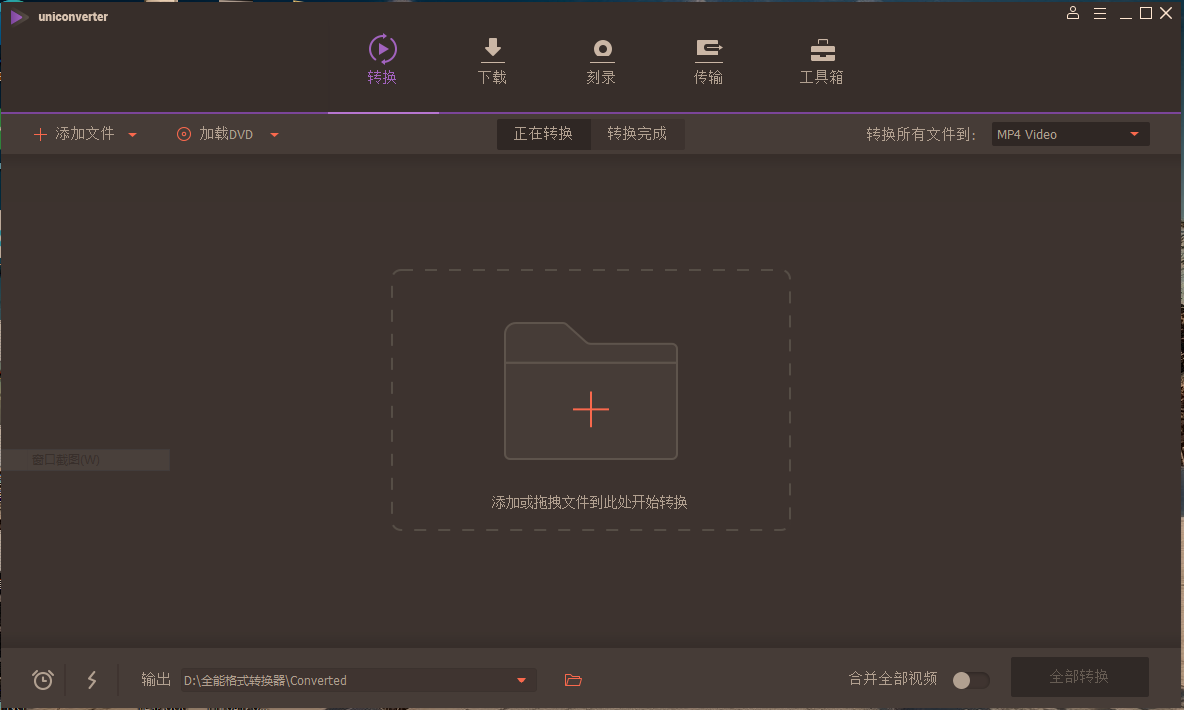 uniconverter
转换
下载
刻录
传输
工具箱
添加文件
加载DVD
正在转换
转换完成
转换所有文件到:
MP4 Video
窗口截图(W)
添加或拖拽文件到此处开始转换
输出
D:\全能格式转换器\Converted
合并全部视频
全部转换